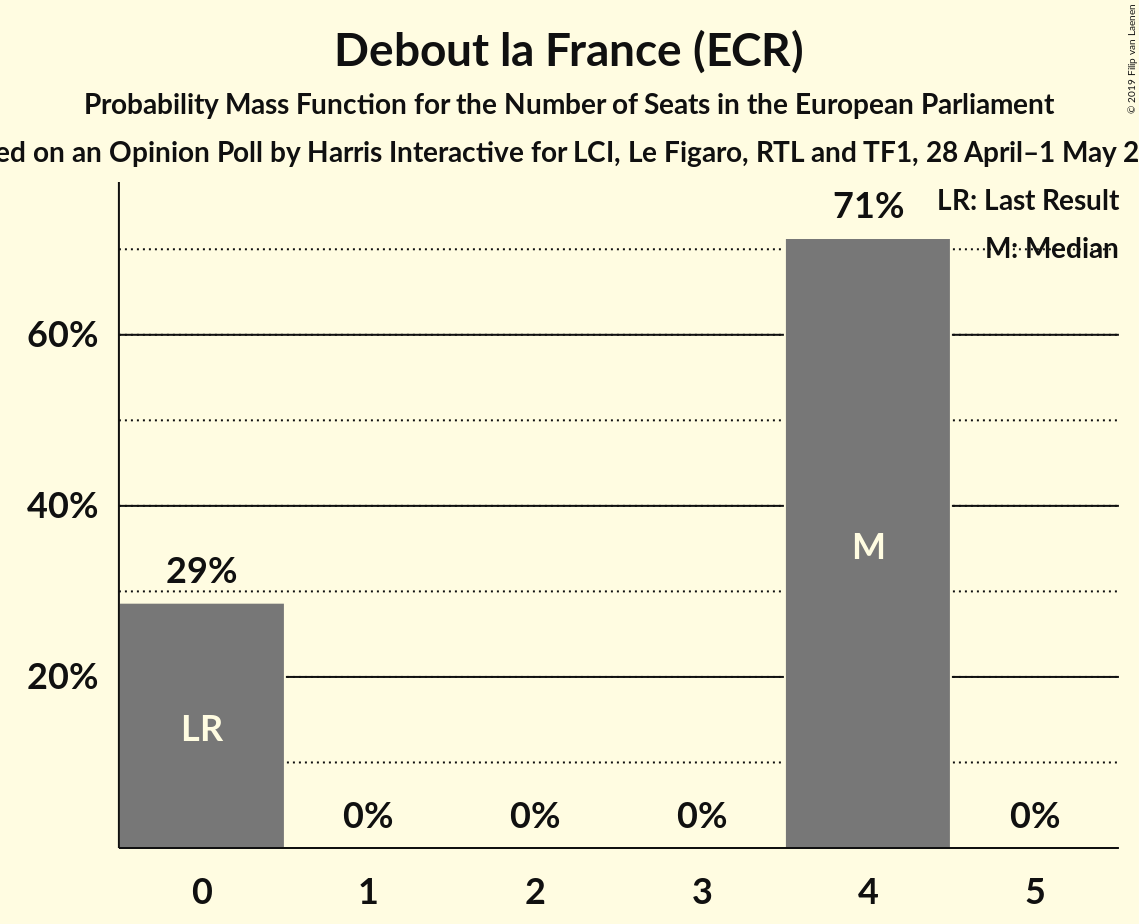 Debout la France (ECR)
Probability Mass Function for the Number of Seats in the European Parliament
ed on an Opinion Poll by Harris Interactive for LCI, Le Figaro, RTL and TF1, 28 April–1 May 2
© 2019 Filip van Laenen
LR: Last Result
M: Median
71%
60%
40%
29%
20%
M
LR
0%
0%
0%
0%
0
1
2
3
4
5